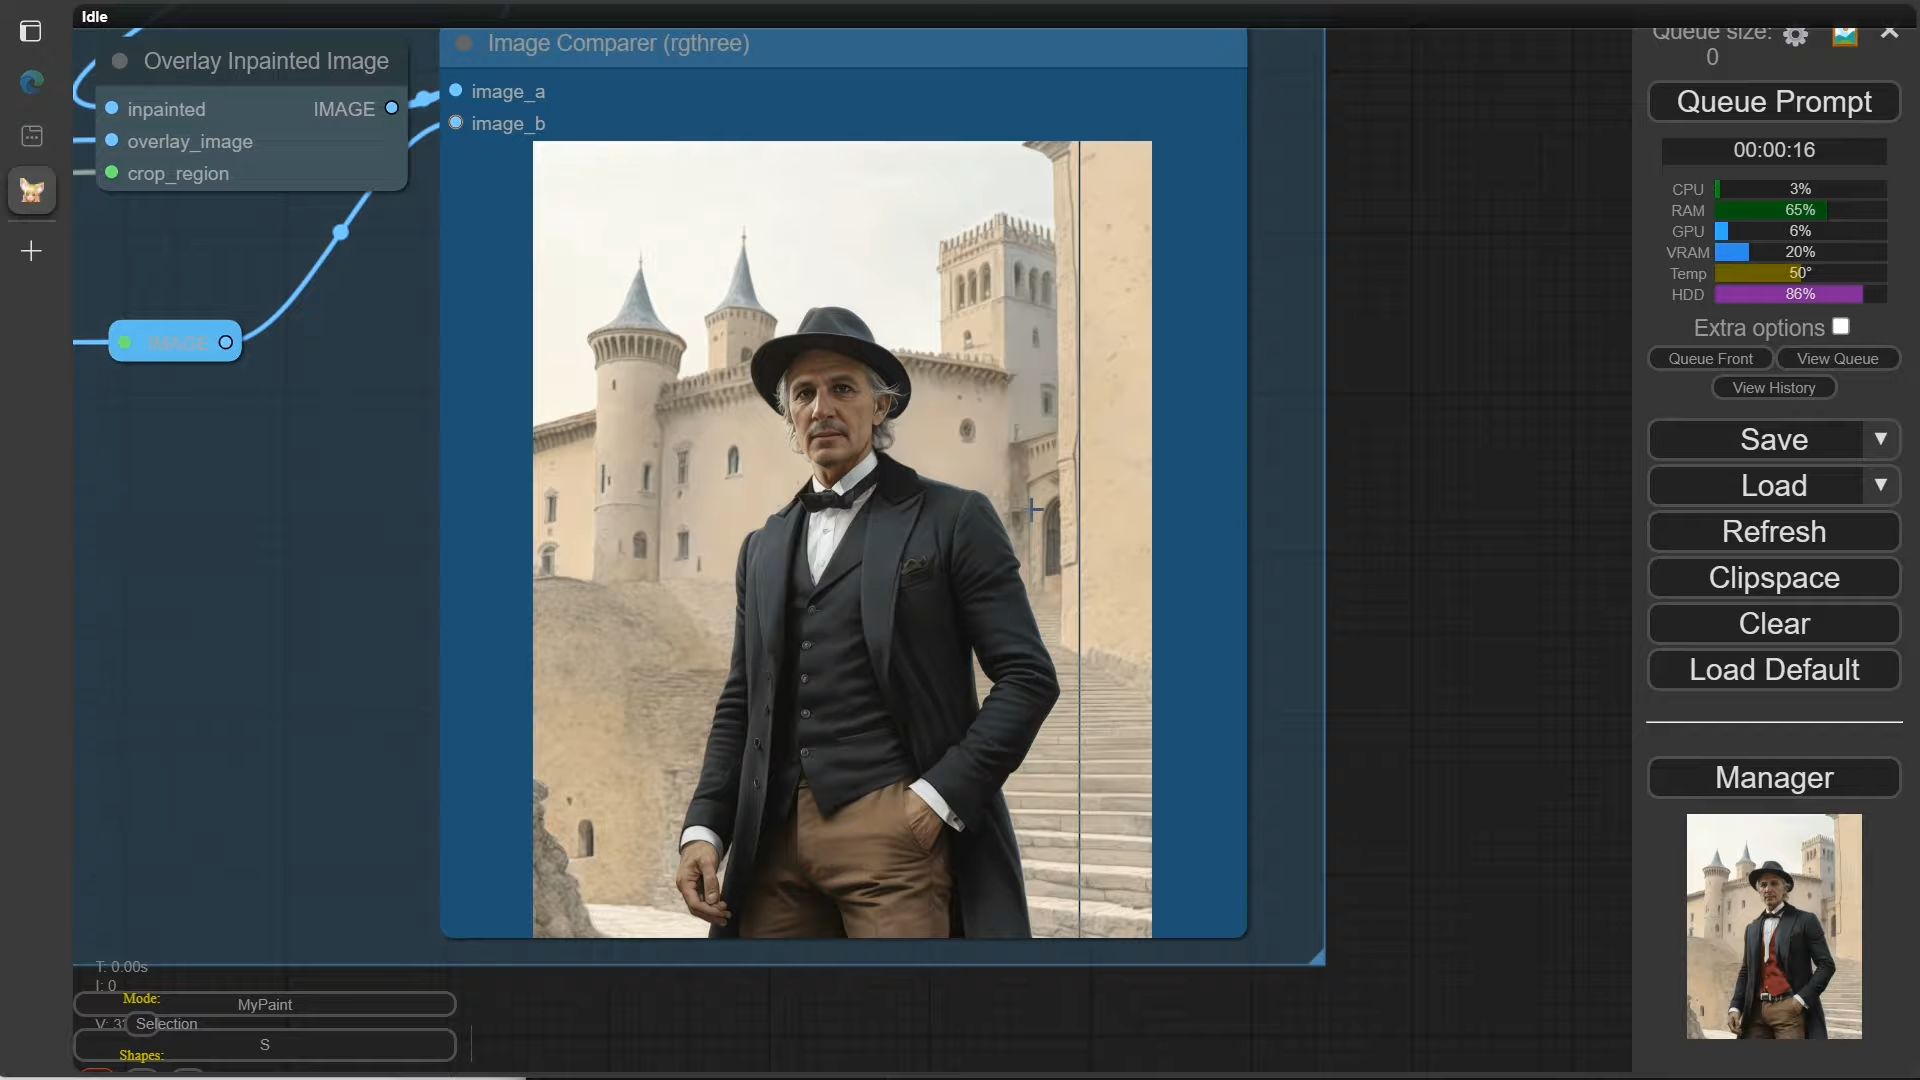 Idle
Overlay Inpainted Image
inpainted IMAGE
overlay_image
crop_region
IMAGE
Image Comparer (rgthree)
image_a
image_b
Queue size:
0
Queue Prompt
00:00:16
CPU 3%
RAM 65%
GPU 6%
VRAM 20%
Temp 50°
HDD 86%
Extra options
Queue Front View Queue
View History
Save ▼
Load ▼
Refresh
Clipspace
Clear
Load Default
Manager
T: 0.00s
I: 0
Mode: MyPaint
Selection
S
Shapes: